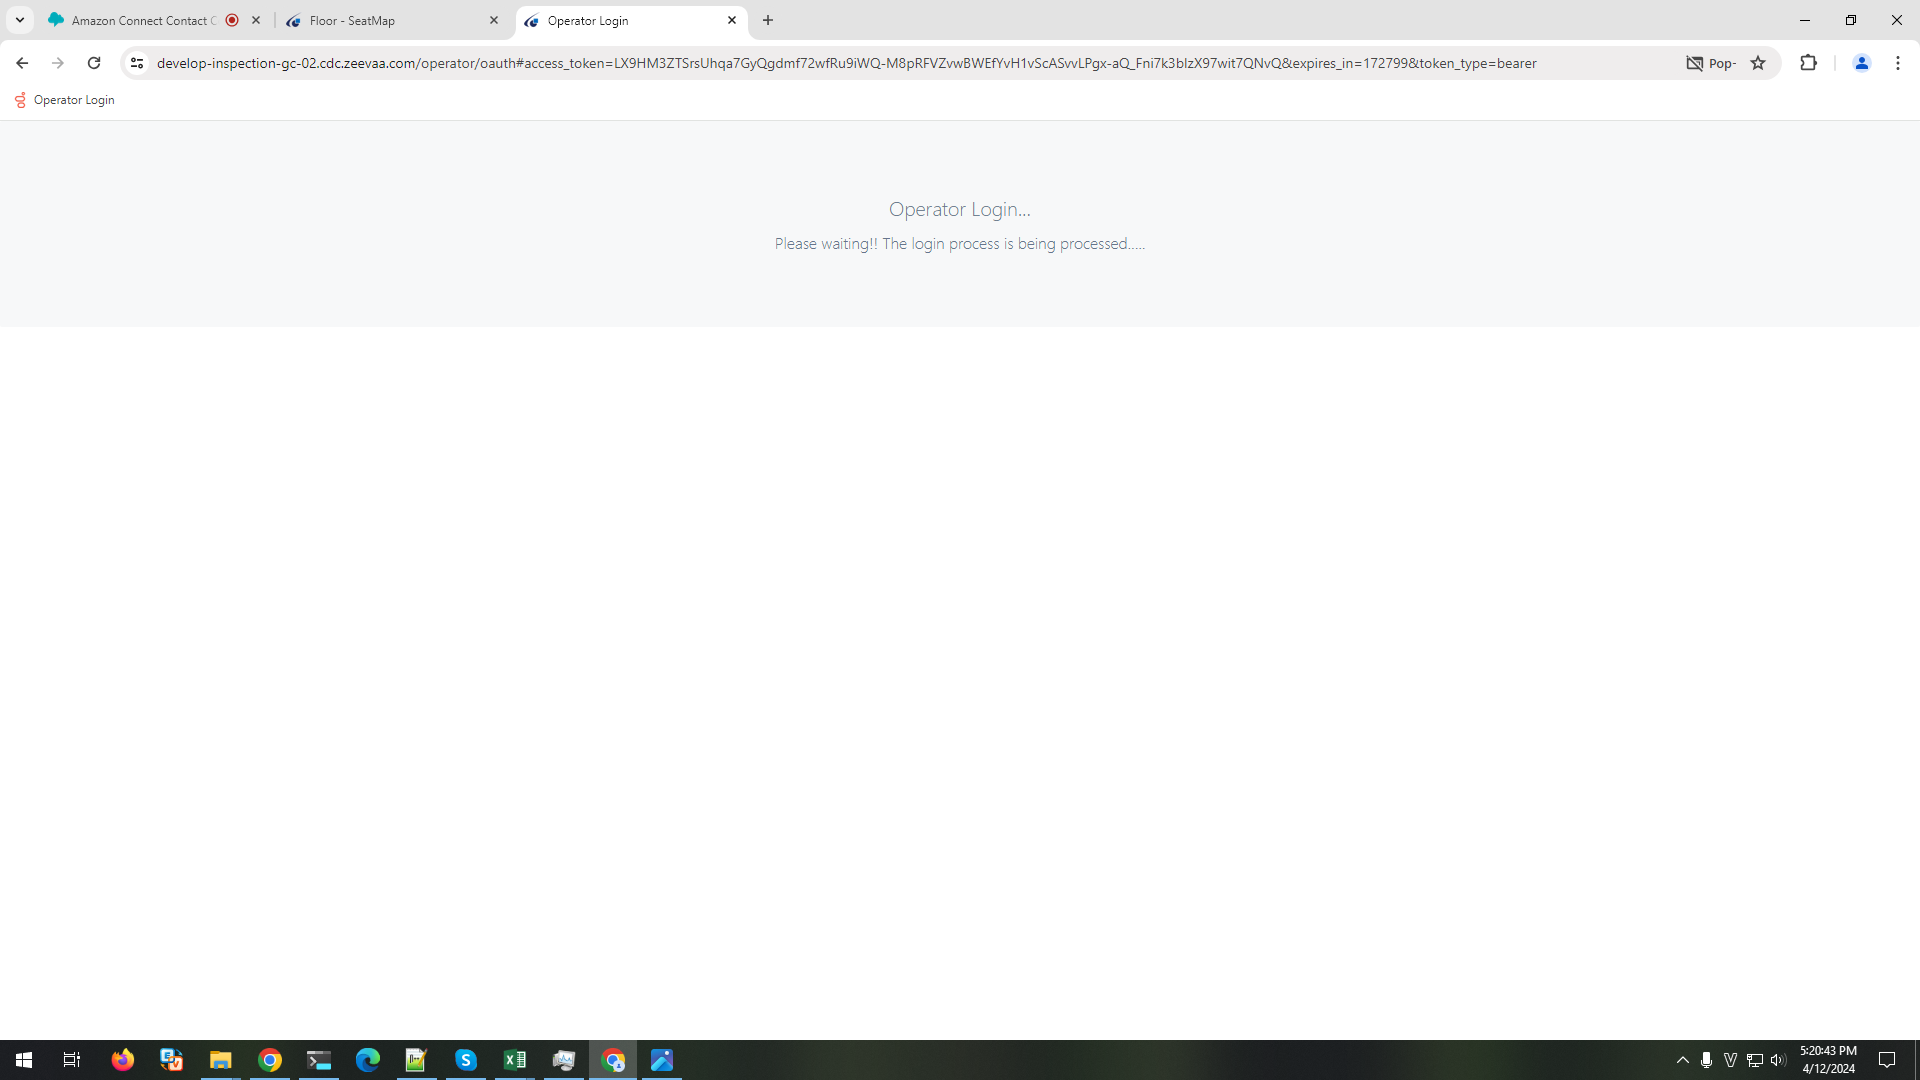 Amazon Connect Contact C
Floor - SeatMap
Operator Login
develop-inspection-gc-02.cdc.zeevaa.com/operator/oauth#access_token=LX9HM3ZTSrsUhqa7GyQgdmf72wfRu9iWQ-M8pRFVZvwBWEfYvH1vScASvvLPgx-aQ_Fni7k3blzX97wit7QNvQ&expires_in=172799&token_type=bearer
Pop-
Operator Login
Operator Login...
Please waiting!! The login process is being processed.....
5:20:43 PM
4/12/2024